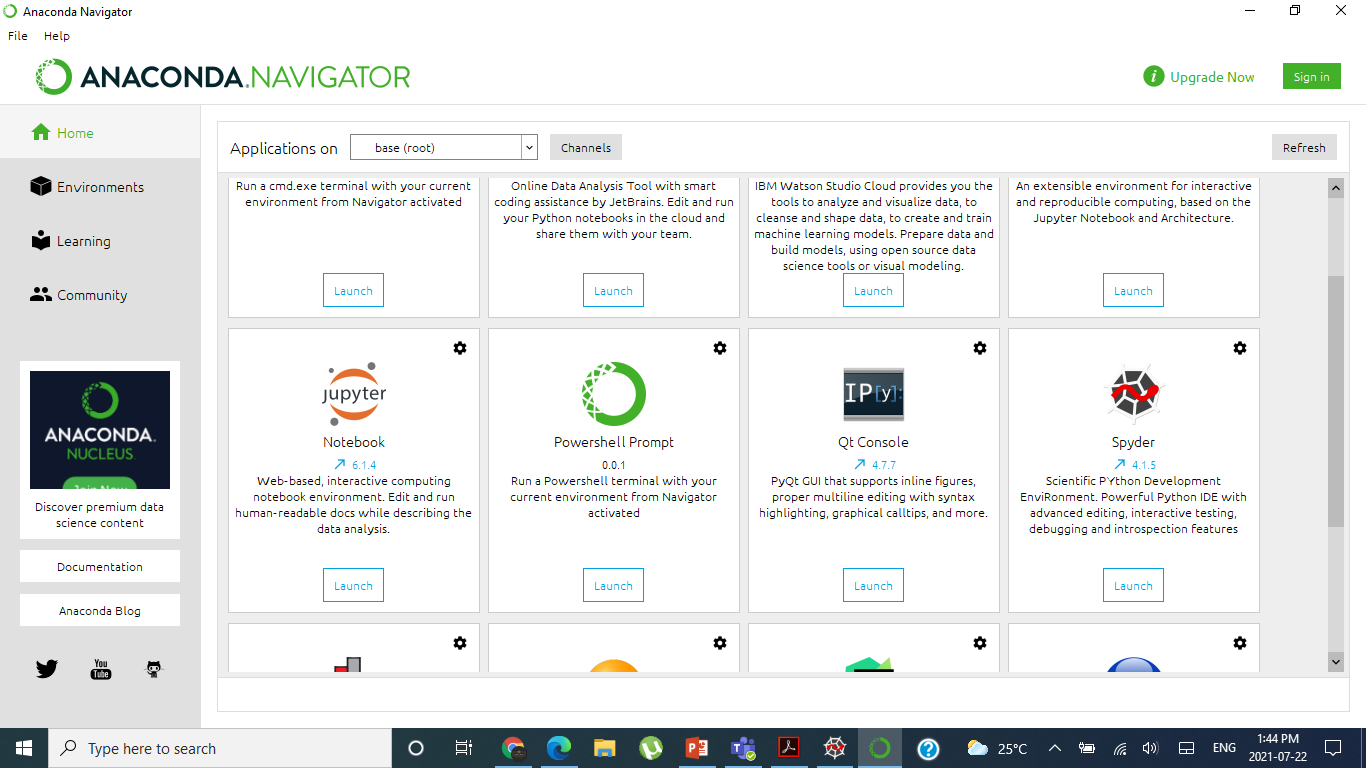 Anaconda Navigator
File Help
ANACONDA.NAVIGATOR
i Upgrade Now
Sign in
Home
Environments
Learning
Community
ANACONDA.
NUCLEUS
Join Now
Discover premium data
science content
Documentation
Anaconda Blog
You
Tube
Applications on
base (root)
Channels
Refresh
Run a cmd.exe terminal with your current
environment from Navigator activated
Launch
Online Data Analysis Tool with smart
coding assistance by JetBrains. Edit and run
your Python notebooks in the cloud and
share them with your team.
Launch
IBM Watson Studio Cloud provides you the
tools to analyze and visualize data, to
cleanse and shape data, to create and train
machine learning models. Prepare data and
build models, using open source data
science tools or visual modeling.
Launch
An extensible environment for interactive
and reproducible computing, based on the
Jupyter Notebook and Architecture.
Launch
jupyter
Notebook
6.1.4
Web-based, interactive computing
notebook environment. Edit and run
human-readable docs while describing the
data analysis.
Launch
Powershell Prompt
0.0.1
Run a Powershell terminal with your
current environment from Navigator
activated
Launch
IP[y]:
Qt Console
4.7.7
PyQt GUI that supports inline figures,
proper multiline editing with syntax
highlighting, graphical calltips, and more.
Launch
Spyder
4.1.5
Scientific PYthon Development
EnviRonment. Powerful Python IDE with
advanced editing, interactive testing,
debugging and introspection features
Launch
Type here to search
25°C
ENG
1:44 PM
2021-07-22